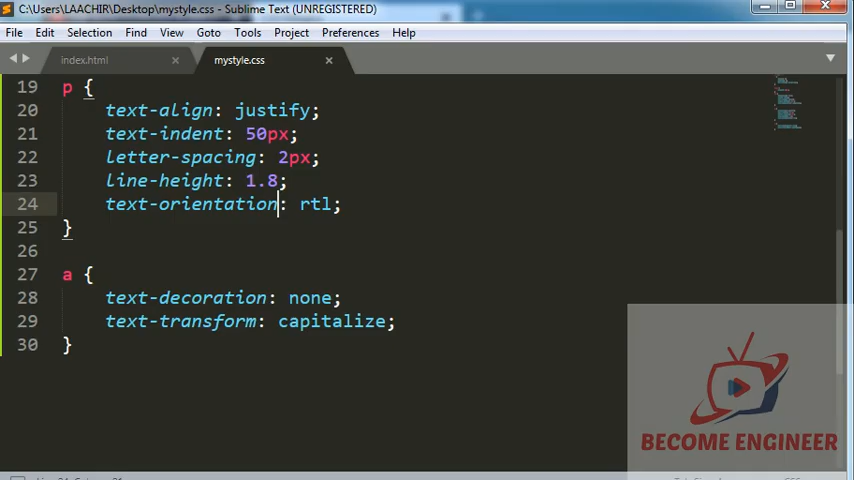 C:\Users\LAACHIR\Desktop\mystyle.css - Sublime Text (UNREGISTERED)
File Edit Selection Find View Goto Tools Project Preferences Help
index.html mystyle.css
19 p {
20 text-align: justify;
21 text-indent: 50px;
22 letter-spacing: 2px;
23 line-height: 1.8;
24 text-orientation: rtl;
25 }
26
27 a {
28 text-decoration: none;
29 text-transform: capitalize;
30 }
BECOME ENGINEER